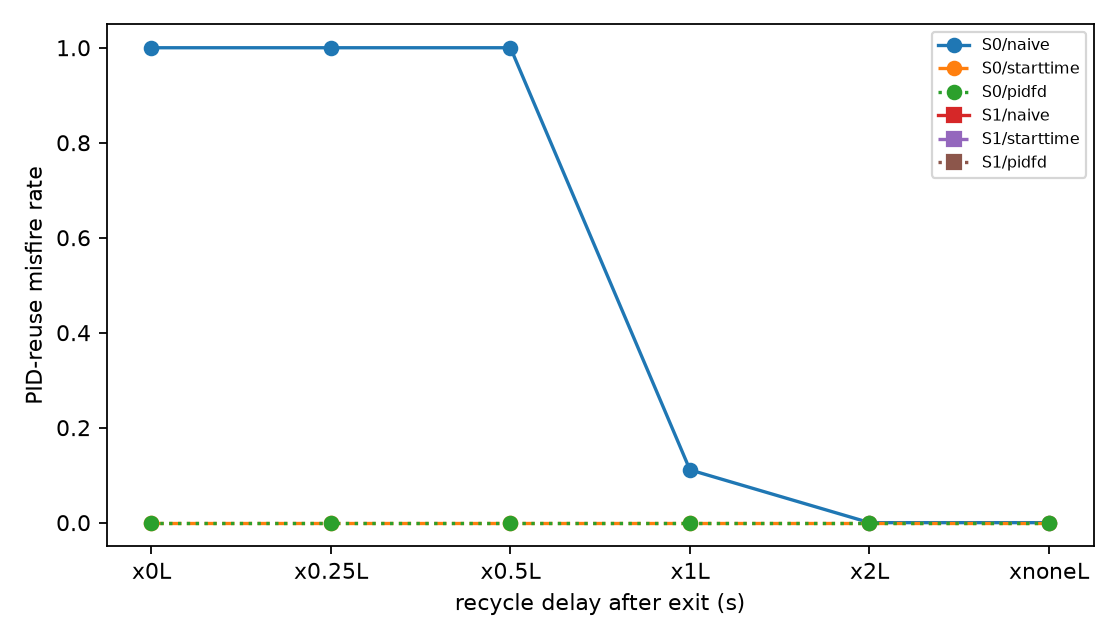 1.0
0.8
0.6
0.4
0.2
0.0
PID-reuse misfire rate
S0/naive
S0/starttime
S0/pidfd
S1/naive
S1/starttime
S1/pidfd
x0L
x0.25L
x0.5L
x1L
x2L
xnoneL
recycle delay after exit (s)